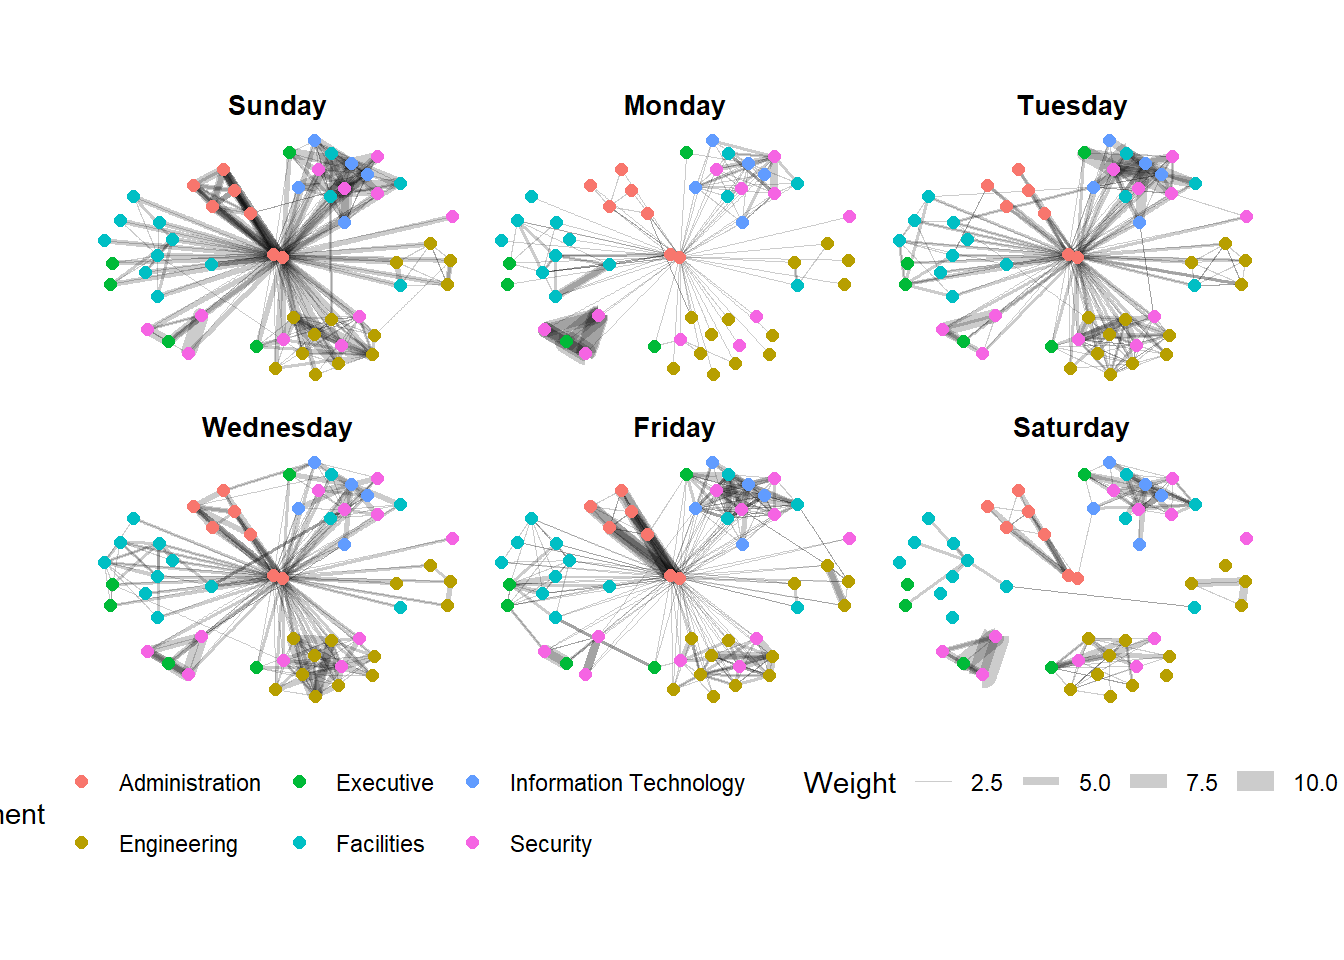 Sunday Monday Tuesday
Wednesday Friday Saturday
Administration Executive Information Technology Weight 2.5 5.0 7.5 10.0
Engineering Facilities Security